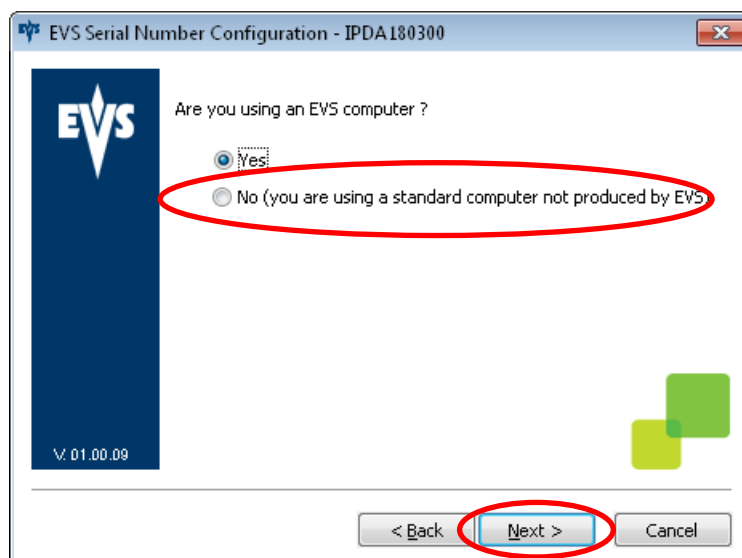 EVS Serial Number Configuration - IPDA180300
EVS
Are you using an EVS computer ?
Yes
No (you are using a standard computer not produced by EVS)
V. 01.00.09
< Back
Next >
Cancel